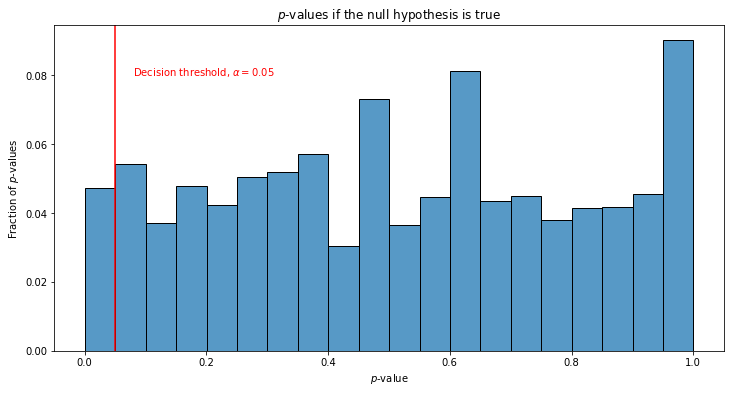 p-values if the null hypothesis is true
Decision threshold, α = 0.05
Fraction of p-values
0.08
0.06
0.04
0.02
0.00
0.0 0.2 0.4 0.6 0.8 1.0
p-value